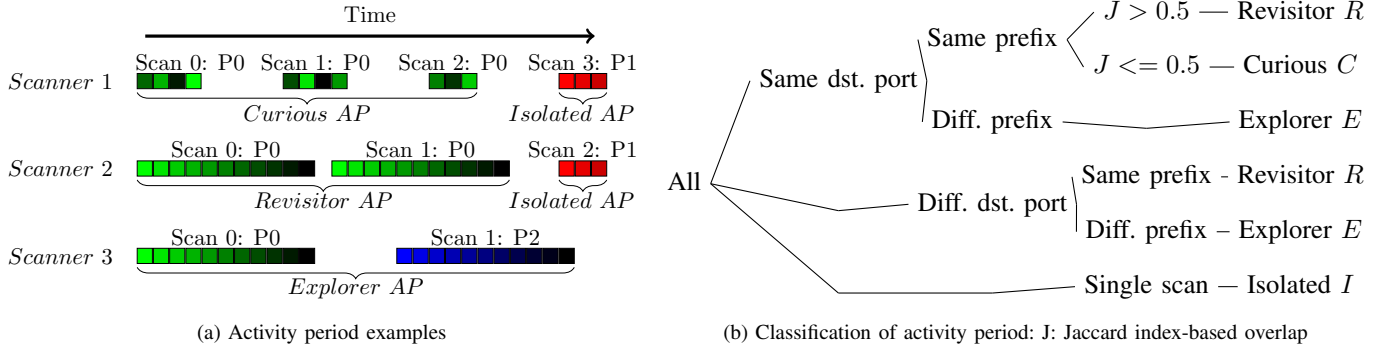 Time
Scan 0: P0 Scan 1: P0 Scan 2: P0 Scan 3: P1
Scanner 1
Curious AP Isolated AP
Scan 0: P0 Scan 1: P0 Scan 2: P1
Scanner 2
Revisitor AP Isolated AP
Scan 0: P0 Scan 1: P2
Scanner 3
Explorer AP
(a) Activity period examples
J > 0.5 — Revisitor R
Same prefix
J <= 0.5 — Curious C
Same dst. port
Diff. prefix Explorer E
All
Same prefix - Revisitor R
Diff. dst. port
Diff. prefix – Explorer E
Single scan — Isolated I
(b) Classification of activity period: J: Jaccard index-based overlap